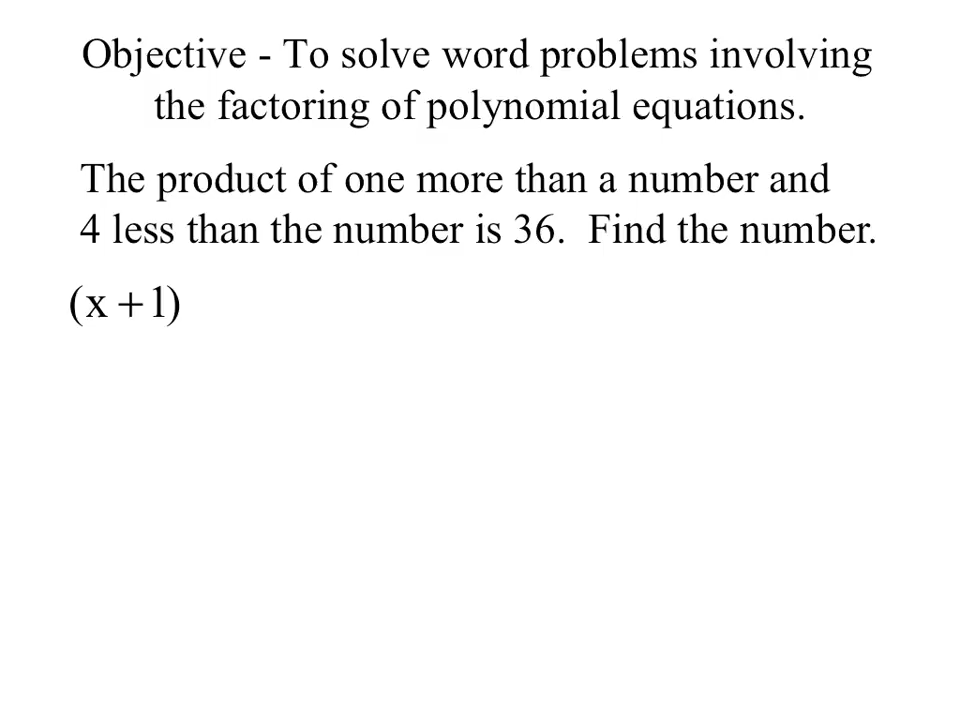 Objective - To solve word problems involving
the factoring of polynomial equations.
The product of one more than a number and
4 less than the number is 36.  Find the number.
(x + 1)